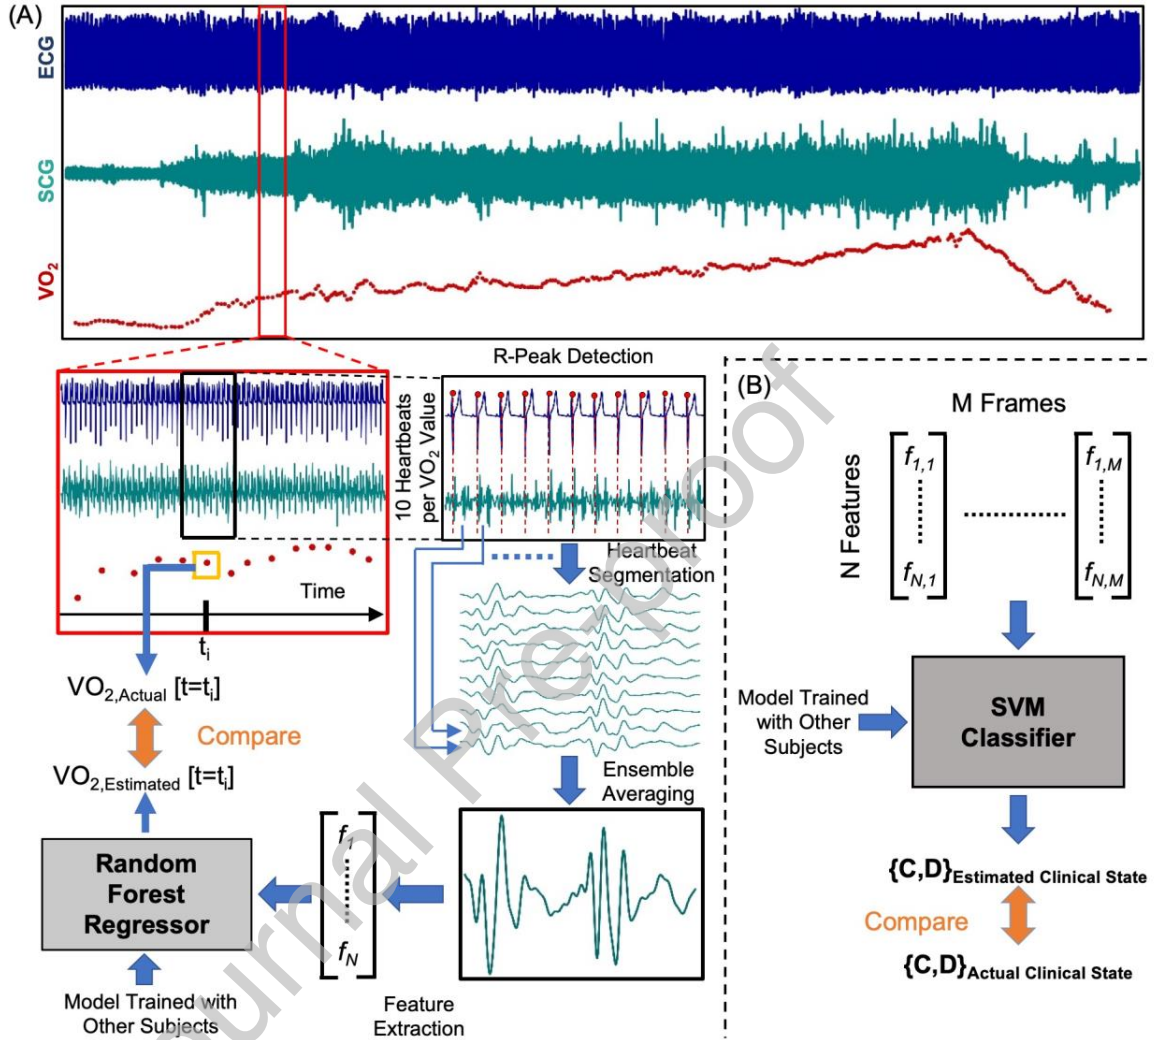 (A)
ECG
SCG
VO2
R-Peak Detection
10 Heartbeats
per VO2 Value
Time
ti
Heartbeat
Segmentation
VO2,Actual [t=ti]
Compare
VO2,Estimated [t=ti]
Ensemble
Averaging
Random
Forest
Regressor
f1
fN
Model Trained with
Other Subjects
Feature
Extraction
(B)
M Frames
N Features
f1,1
fN,1
f1,M
fN,M
Model Trained
with Other
Subjects
SVM
Classifier
{C,D}Estimated Clinical State
Compare
{C,D}Actual Clinical State
Journal Pre-proof